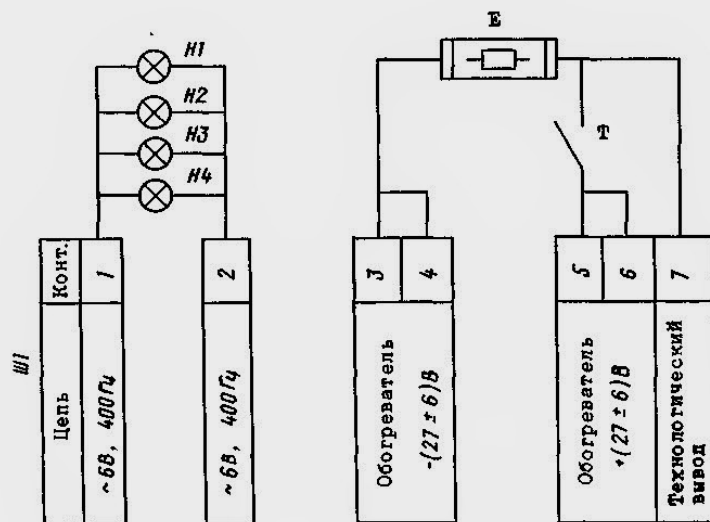 E
H1
H2
H3
H4
T
Ш1
Конт.
1
2
3
4
5
6
7
Цепь
~6В, 400Гц
~6В, 400Гц
Обогреватель
-(27±6)В
Обогреватель
+(27±6)В
Технологический
вывод